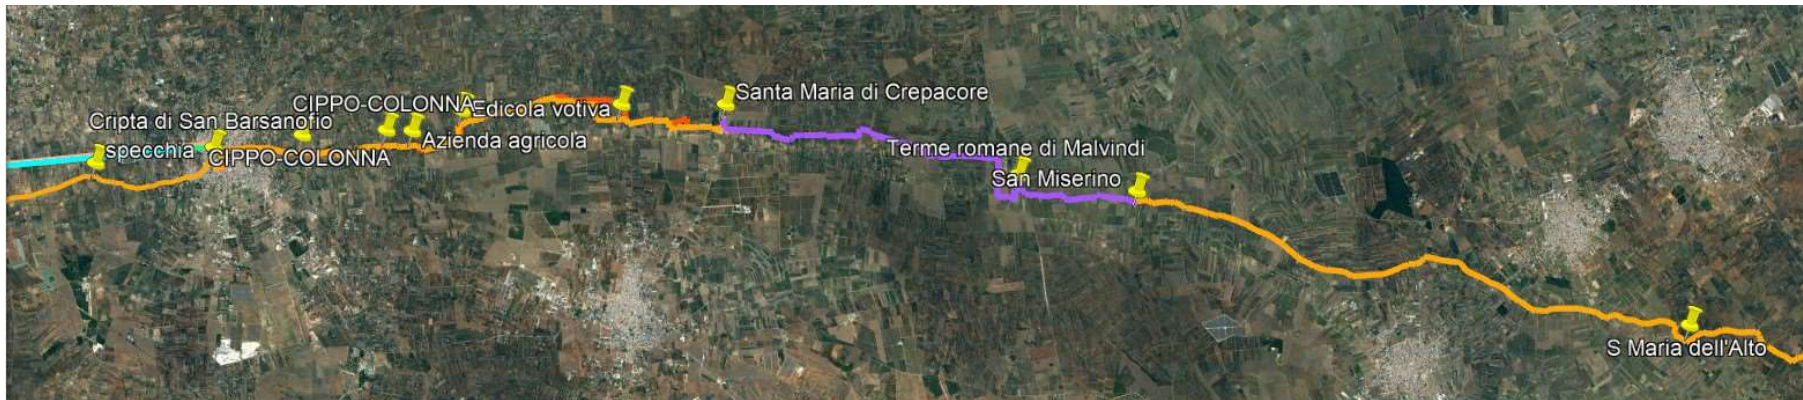 Santa Maria di Crepacore
CIPPO-COLONNA
Edicola votiva
Cripta di San Barsanofio
Azienda agricola
specchia
CIPPO-COLONNA
Terme romane di Malvindi
San Miserino
S Maria dell'Alto